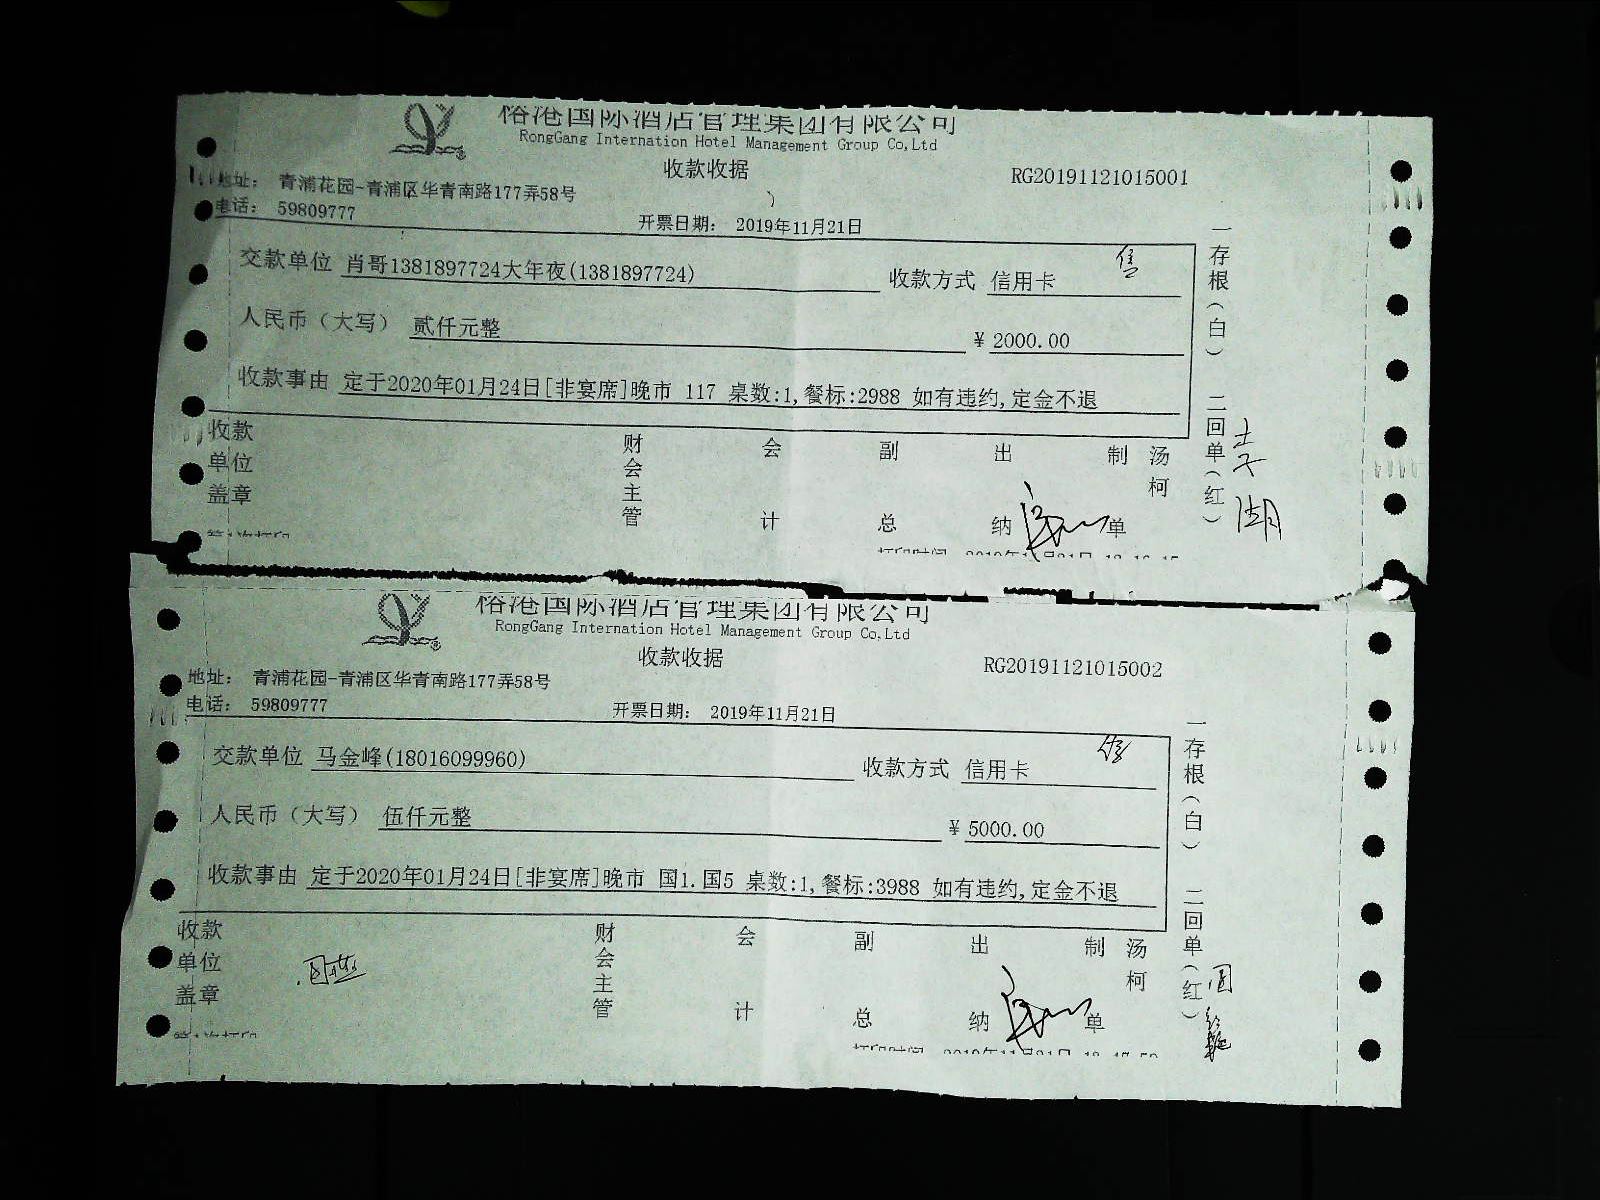 榕港国际酒店管理集团有限公司
RongGang Internation Hotel Management Group Co,Ltd
收款收据
RG20191121015001
地址： 青浦花园-青浦区华青南路177弄58号
电话： 59809777
开票日期： 2019年11月21日
交款单位 肖哥1381897724大年夜(1381897724) 收款方式 信用卡
人民币（大写） 贰仟元整 ¥ 2000.00
收款事由 定于2020年01月24日[非宴席]晚市 117 桌数:1,餐标:2988 如有违约,定金不退
一存根（白） 二回单（红）
收款单位盖章 财会主管 会计 副总 出纳 制单 汤柯
榕港国际酒店管理集团有限公司
RongGang Internation Hotel Management Group Co,Ltd
收款收据
RG20191121015002
地址： 青浦花园-青浦区华青南路177弄58号
电话： 59809777
开票日期： 2019年11月21日
交款单位 马金峰(18016099960) 收款方式 信用卡
人民币（大写） 伍仟元整 ¥ 5000.00
收款事由 定于2020年01月24日[非宴席]晚市 国1.国5 桌数:1,餐标:3988 如有违约,定金不退
一存根（白） 二回单（红）
收款单位盖章 财会主管 会计 副总 出纳 制单 汤柯